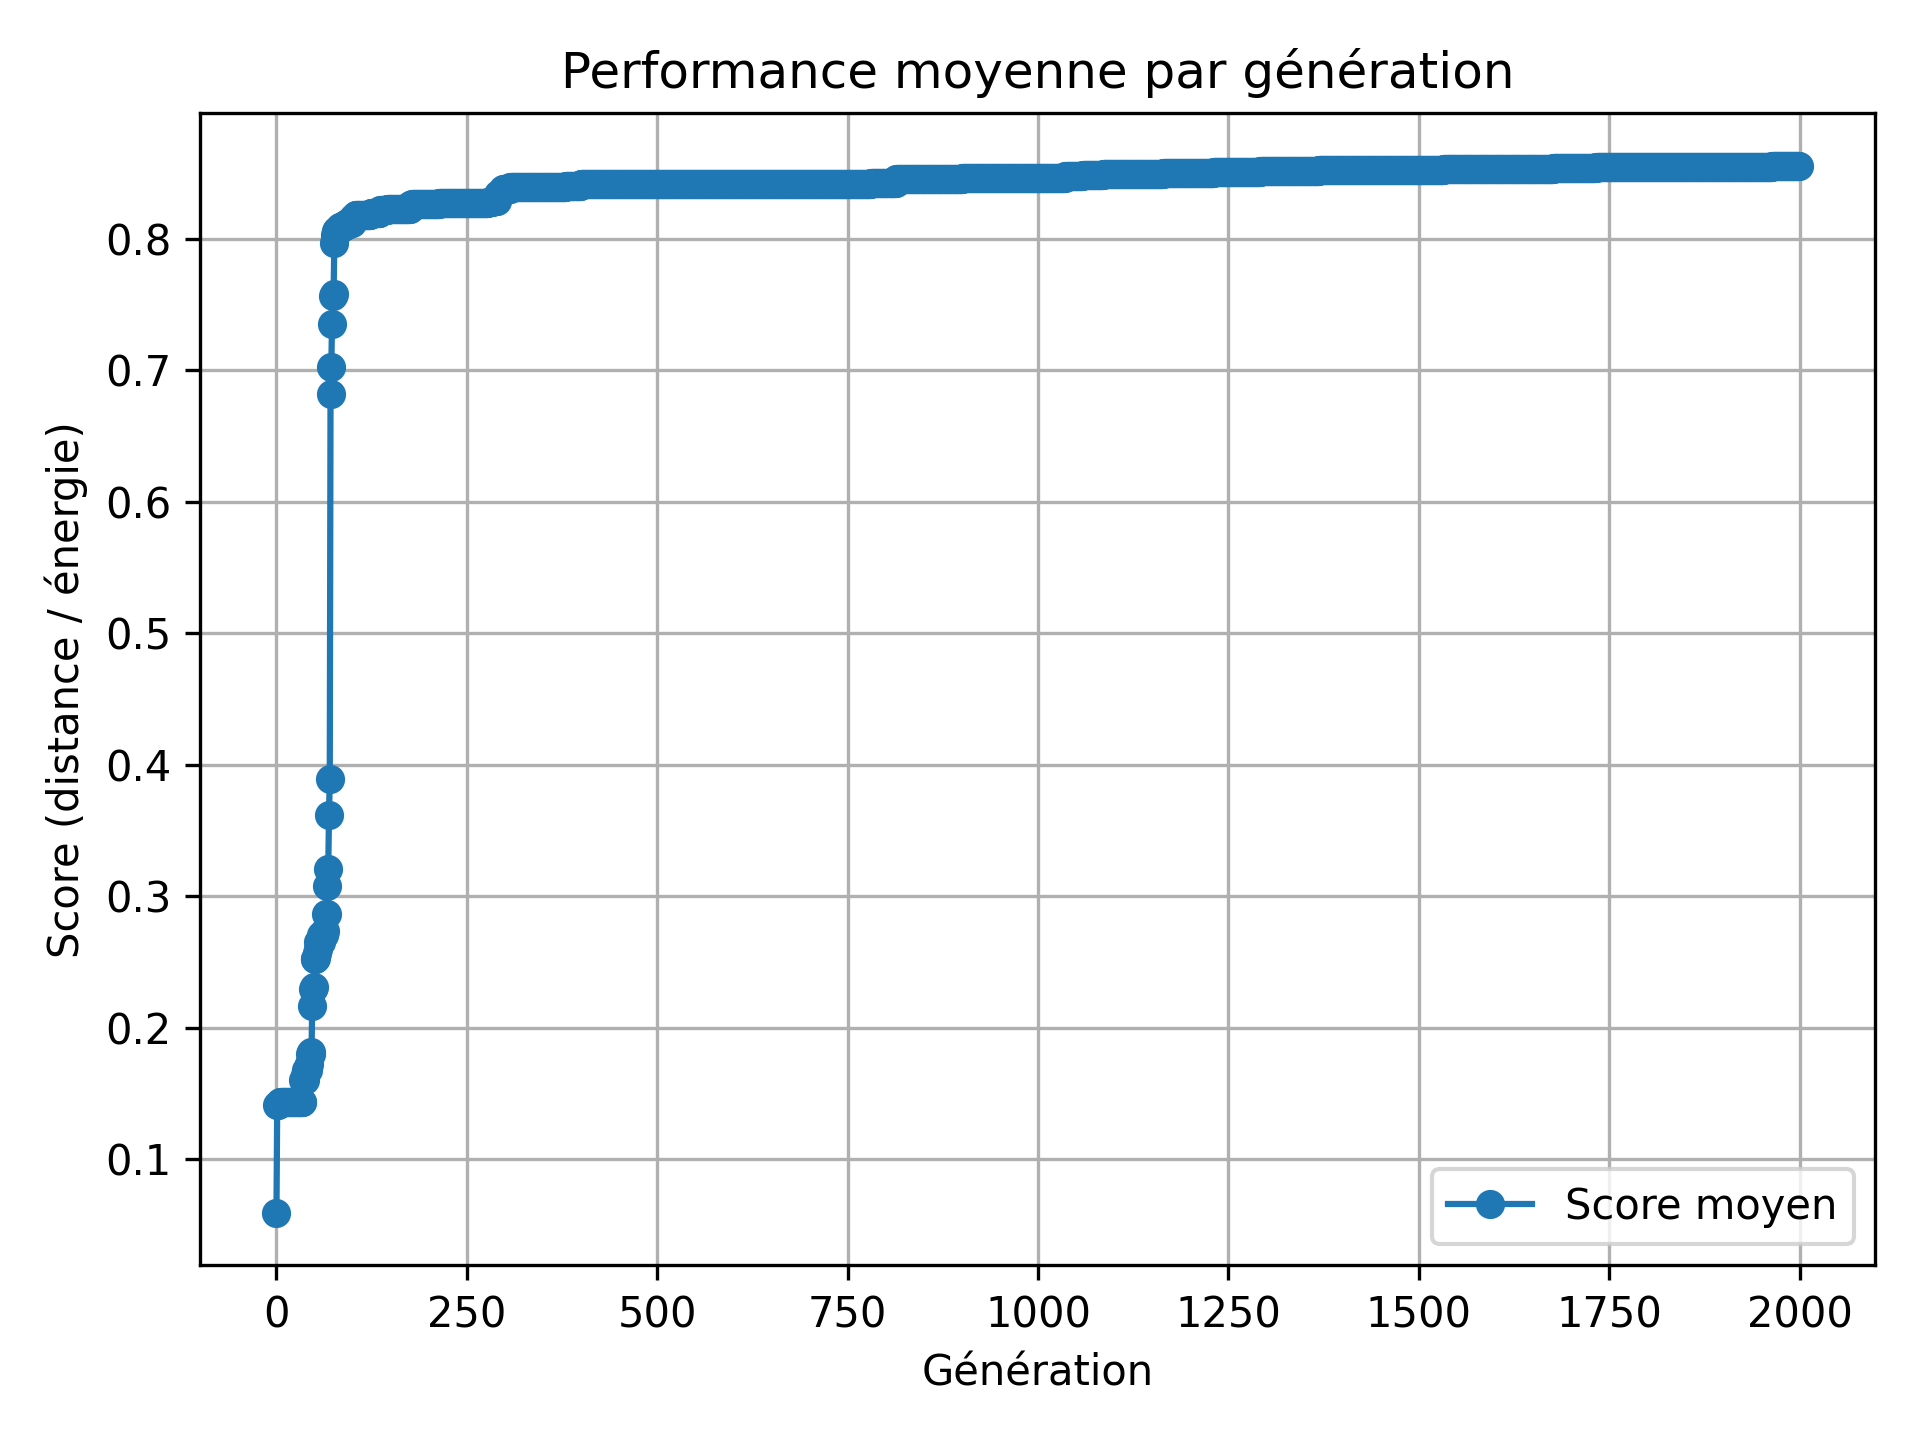 Performance moyenne par génération
Score (distance / énergie)
0.8
0.7
0.6
0.5
0.4
0.3
0.2
0.1
Score moyen
0 250 500 750 1000 1250 1500 1750 2000
Génération